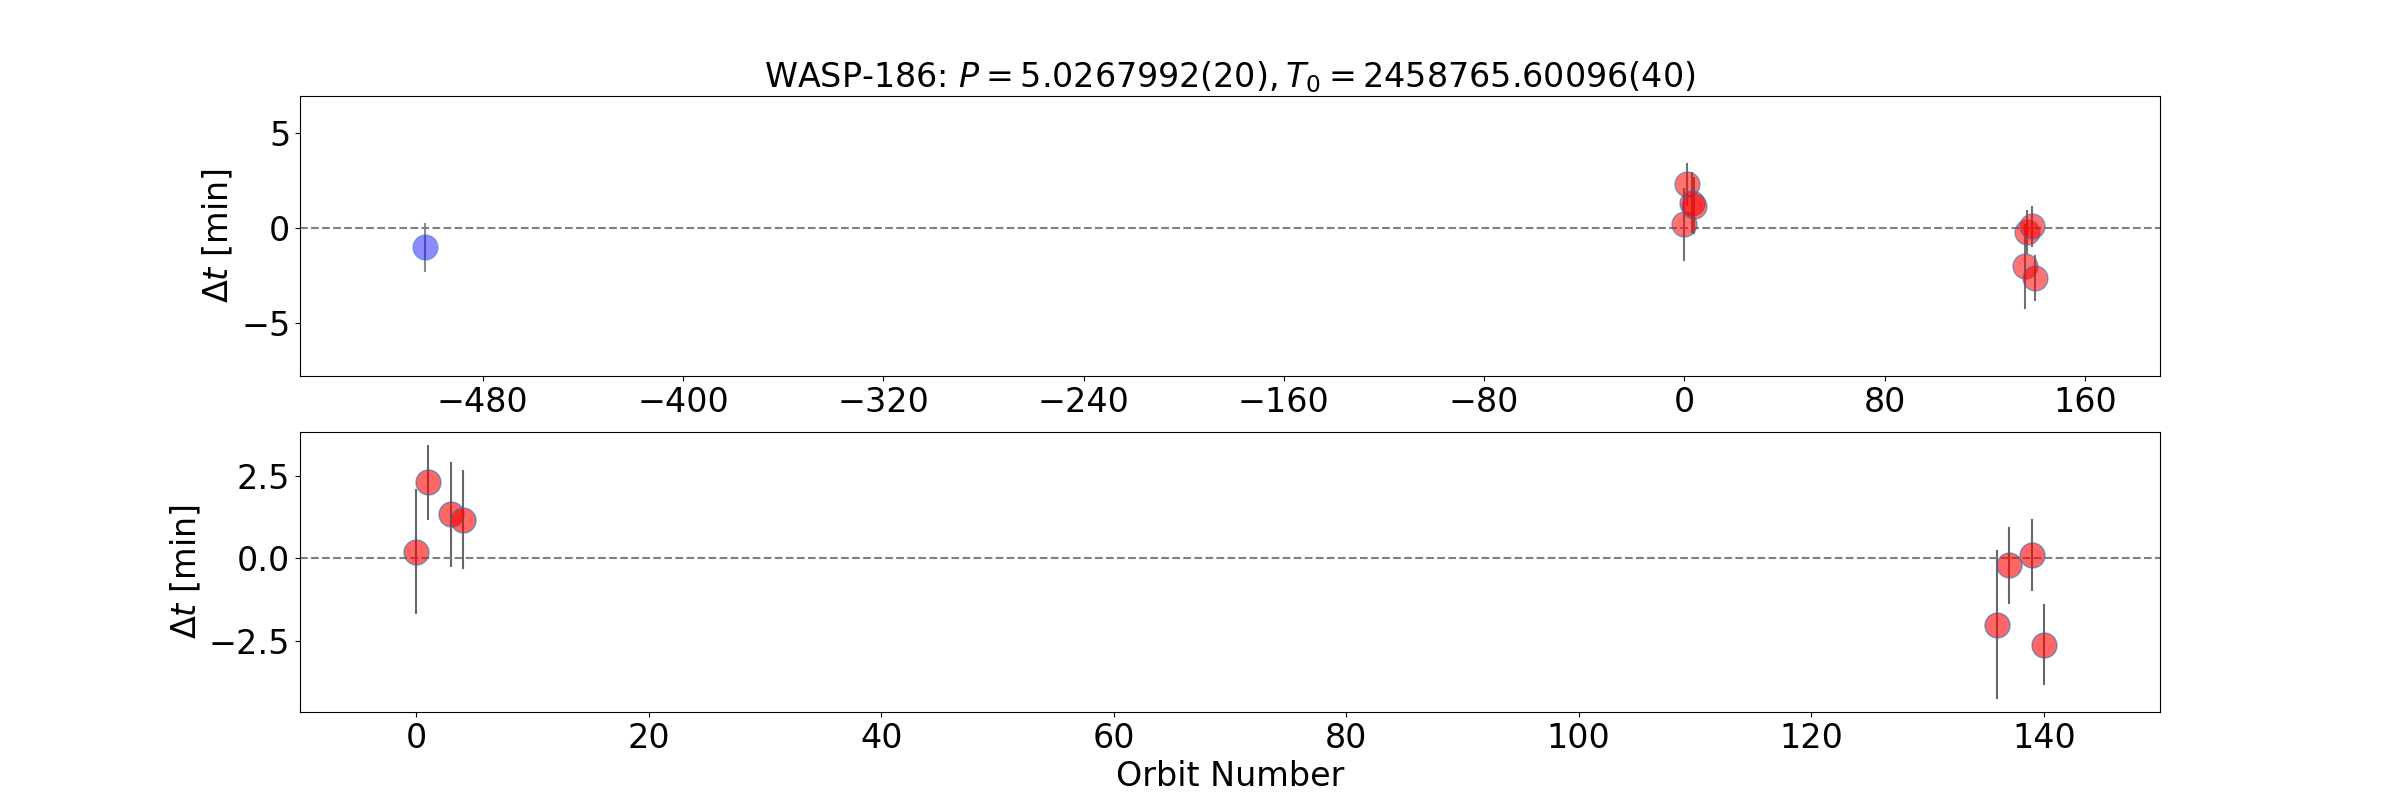 WASP-186: P = 5.0267992(20), T₀ = 2458765.60096(40)
Δt [min]
5
0
−5
−480 −400 −320 −240 −160 −80 0 80 160
Δt [min]
2.5
0.0
−2.5
0 20 40 60 80 100 120 140
Orbit Number